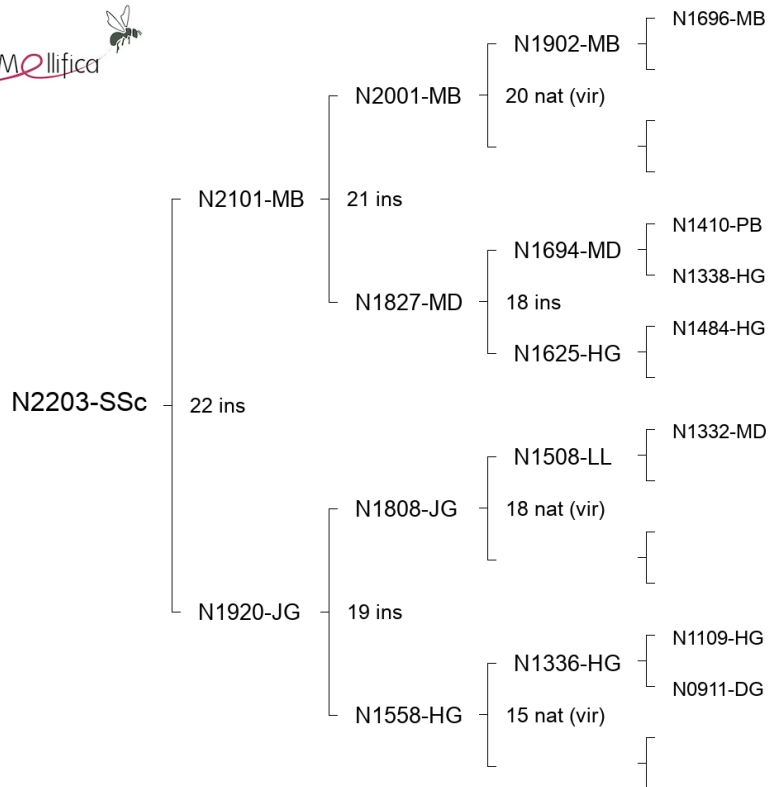 Mellifica
N1696-MB
N1902-MB
N2001-MB
20 nat (vir)
N2101-MB
21 ins
N1410-PB
N1694-MD
N1338-HG
N1827-MD
18 ins
N1484-HG
N1625-HG
N2203-SSc
22 ins
N1332-MD
N1508-LL
N1808-JG
18 nat (vir)
N1920-JG
19 ins
N1109-HG
N1336-HG
N0911-DG
N1558-HG
15 nat (vir)